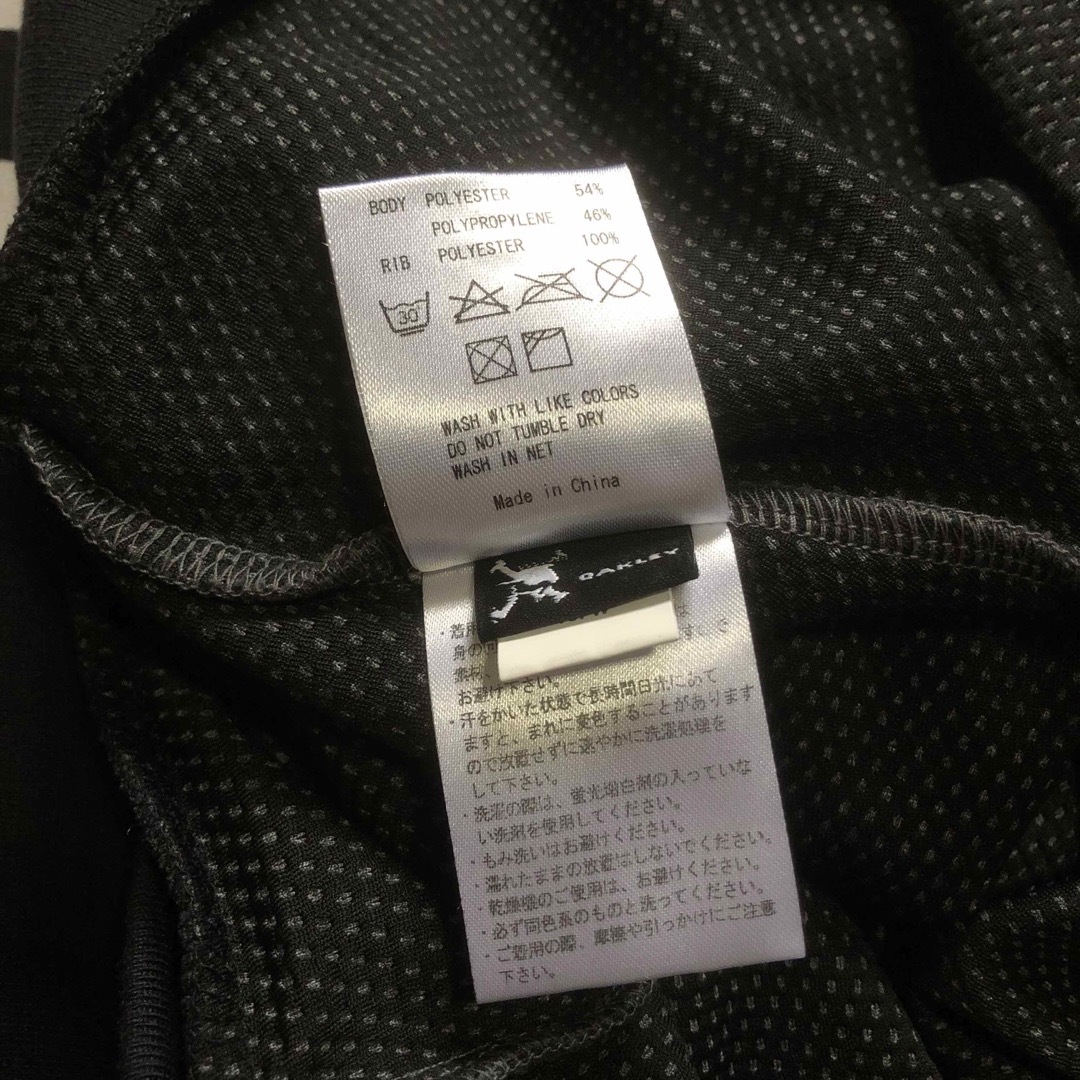 BODY POLYESTER 54%
POLYPROPYLENE 46%
RIB POLYESTER 100%
30
WASH WITH LIKE COLORS
DO NOT TUMBLE DRY
WASH IN NET
Made in China
OAKLEY
・着用
身の
お避け下さい。
・汗をかいた状態で長時間日光にあて
ますと、まれに変色することがあります
ので放置せずに速やかに洗濯処理を
して下さい。
・洗濯の際は、蛍光増白剤の入っていな
い洗剤を使用してください。
・もみ洗いはお避けください。
・濡れたままの放置はしないでください。
・乾燥機のご使用は、お避けください。
・必ず同色系のものと洗ってください。
・ご着用の際、摩擦や引っかけにご注意
下さい。